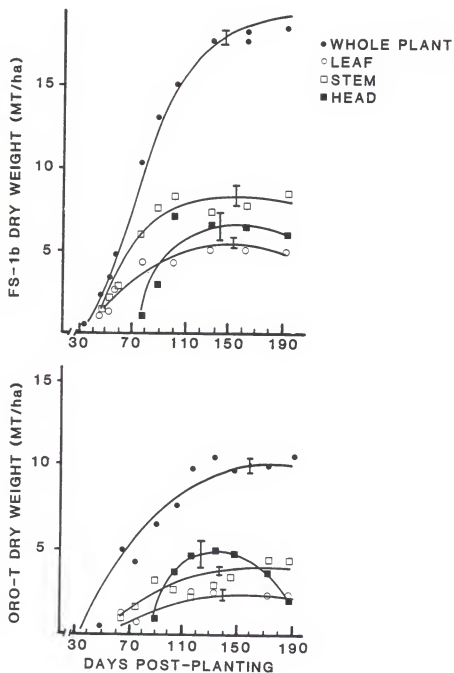 FS-1b DRY WEIGHT (MT/ha)
15
10
5
30 70 110 150 190
WHOLE PLANT
LEAF
STEM
HEAD
ORO-T DRY WEIGHT (MT/ha)
15
10
5
30 70 110 150 190
DAYS POST-PLANTING